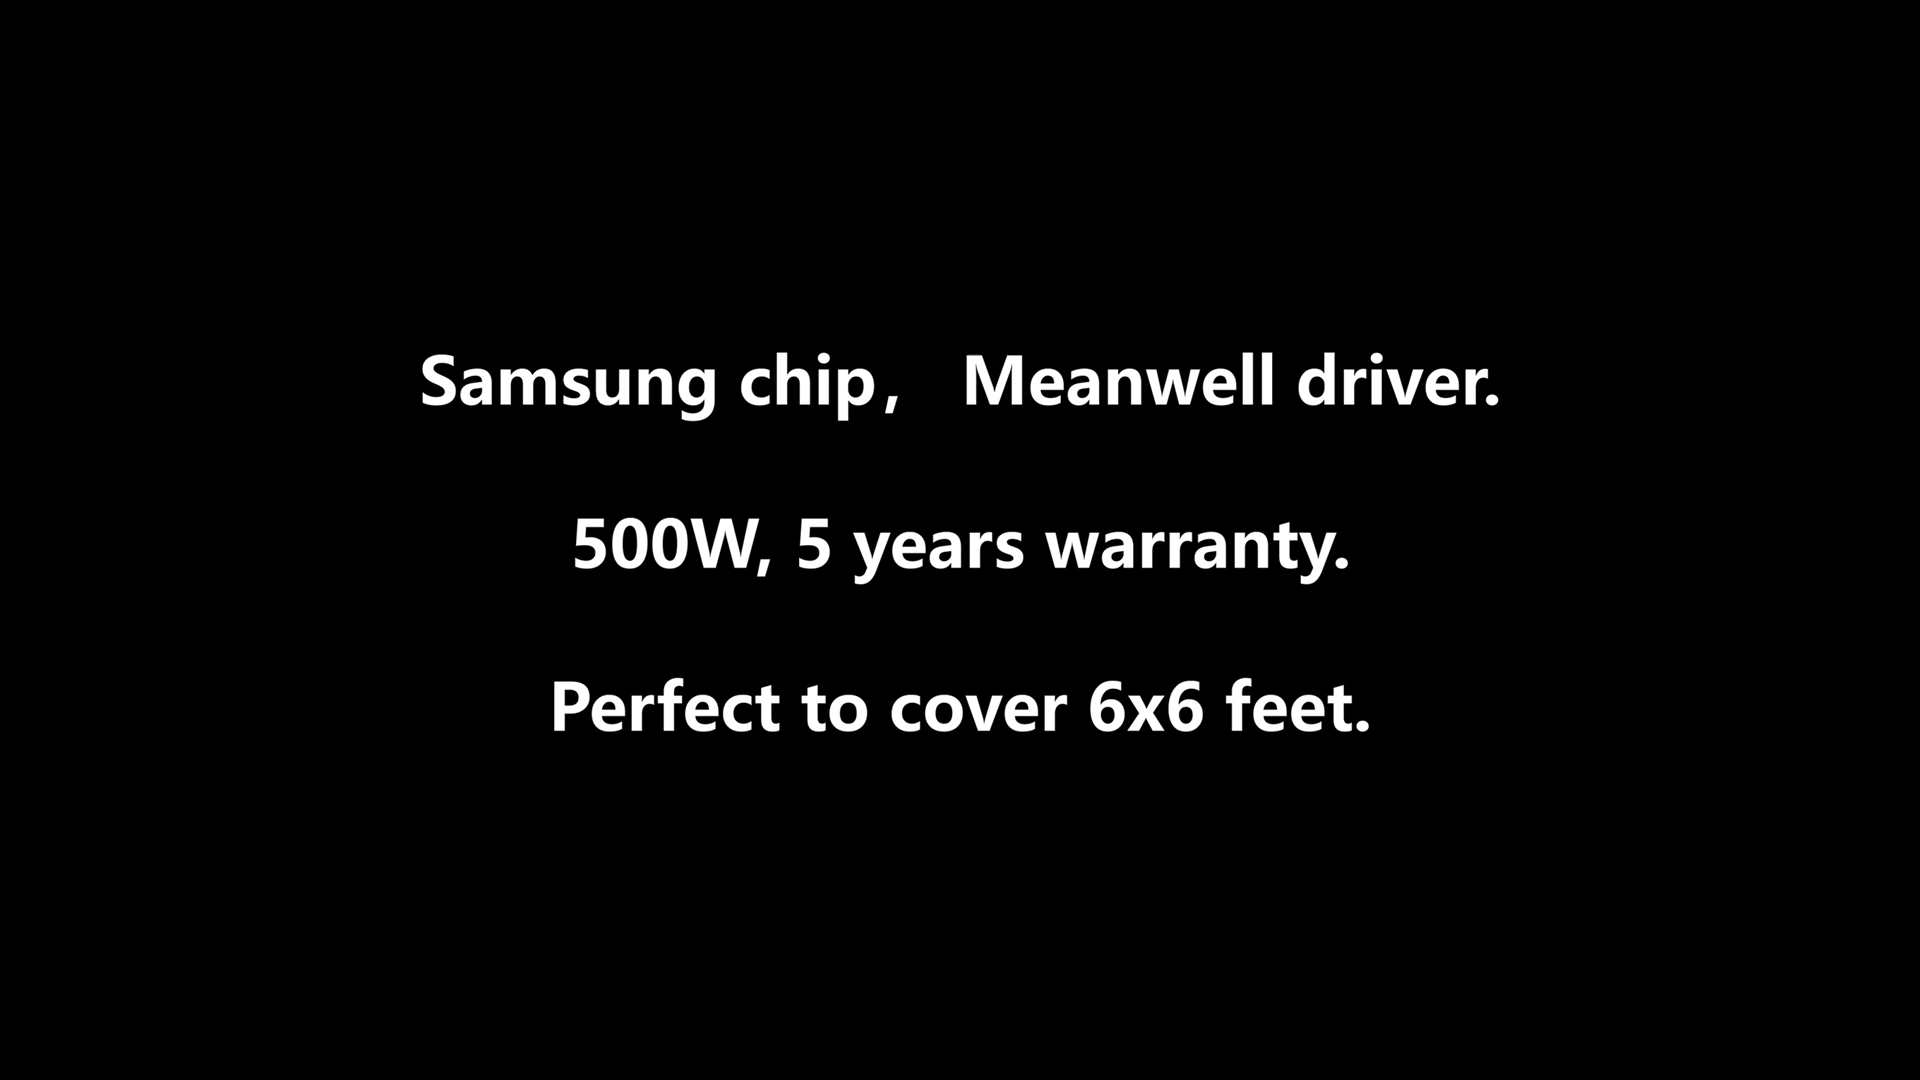 Samsung chip， Meanwell driver.
500W, 5 years warranty.
Perfect to cover 6x6 feet.